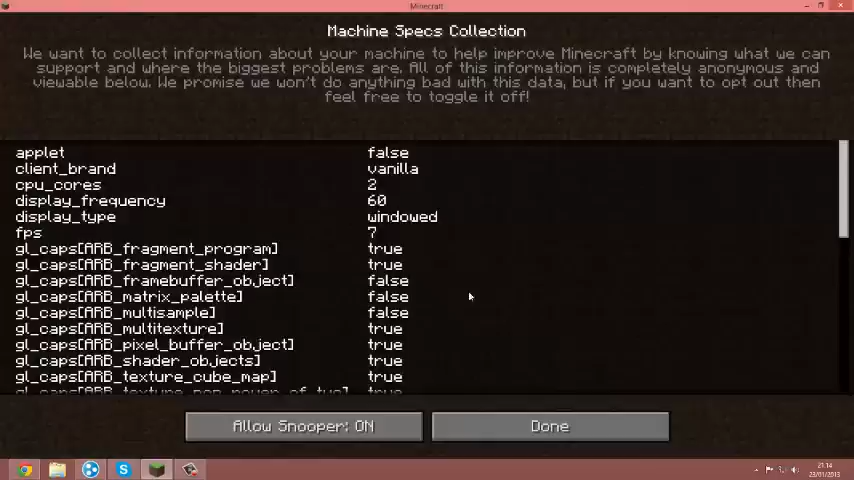 Minecraft
Machine Specs Collection
We want to collect information about your machine to help improve Minecraft by knowing what we can
support and where the biggest problems are. All of this information is completely anonymous and
viewable below. We promise we won't do anything bad with this data, but if you want to opt out then
feel free to toggle it off!
applet false
client_brand vanilla
cpu_cores 2
display_frequency 60
display_type windowed
fps 7
gl_caps[ARB_fragment_program] true
gl_caps[ARB_fragment_shader] true
gl_caps[ARB_framebuffer_object] false
gl_caps[ARB_matrix_palette] false
gl_caps[ARB_multisample] false
gl_caps[ARB_multitexture] true
gl_caps[ARB_pixel_buffer_object] true
gl_caps[ARB_shader_objects] true
gl_caps[ARB_texture_cube_map] true
gl_caps[ARB_texture_non_power_of_two] true
Allow Snooper: ON Done
21:14
23/01/2013